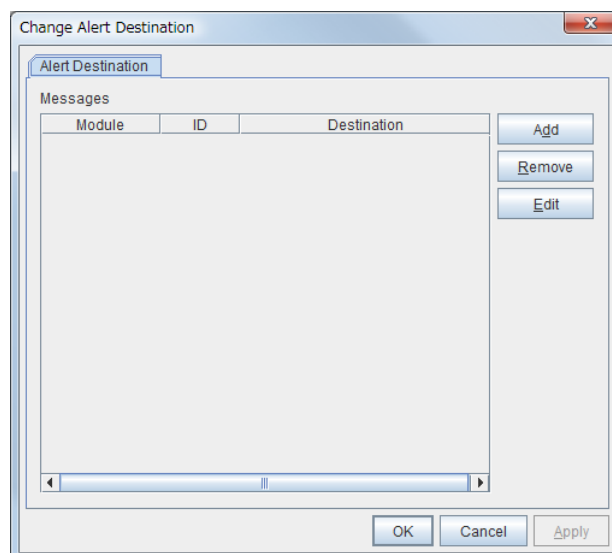 Change Alert Destination
Alert Destination
Messages
Module ID Destination
Add
Remove
Edit
OK Cancel Apply